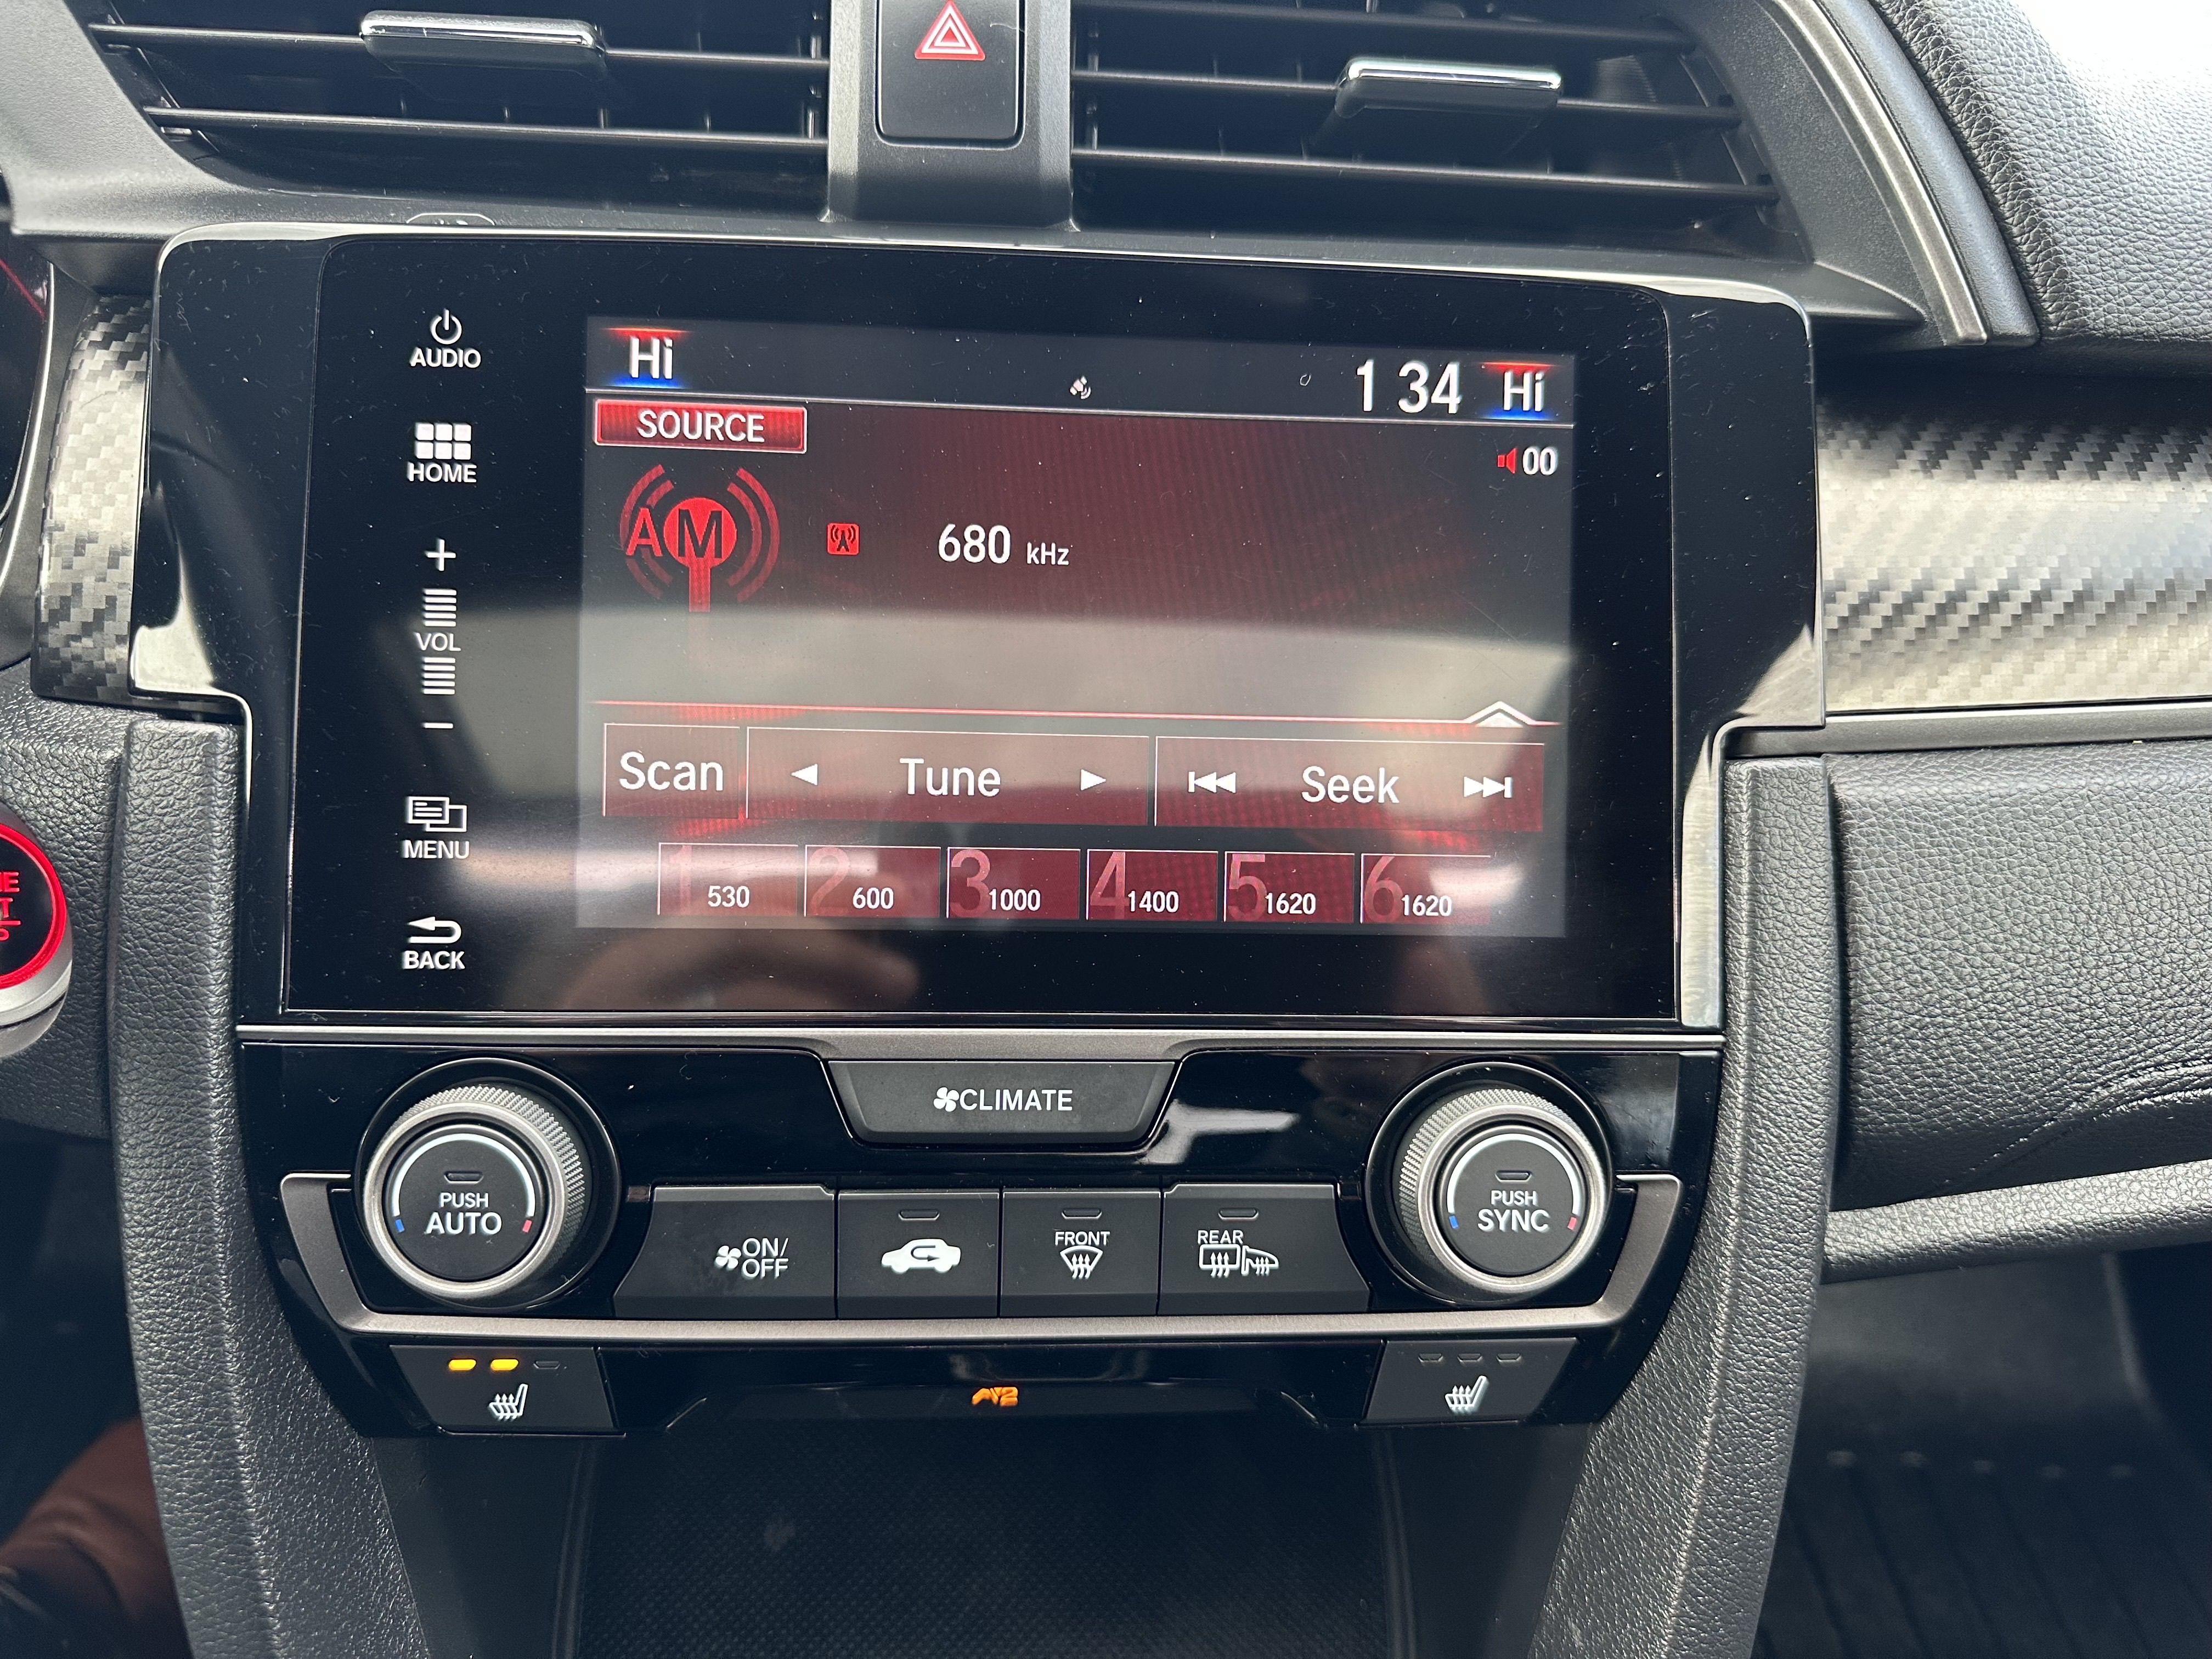 Hi
1 34 Hi
SOURCE
00
AM
680 kHz
Scan
Tune
Seek
1 530
2 600
3 1000
4 1400
5 1620
6 1620
AUDIO
HOME
+
VOL
−
MENU
BACK
CLIMATE
PUSH
AUTO
ON/
OFF
FRONT
REAR
PUSH
SYNC